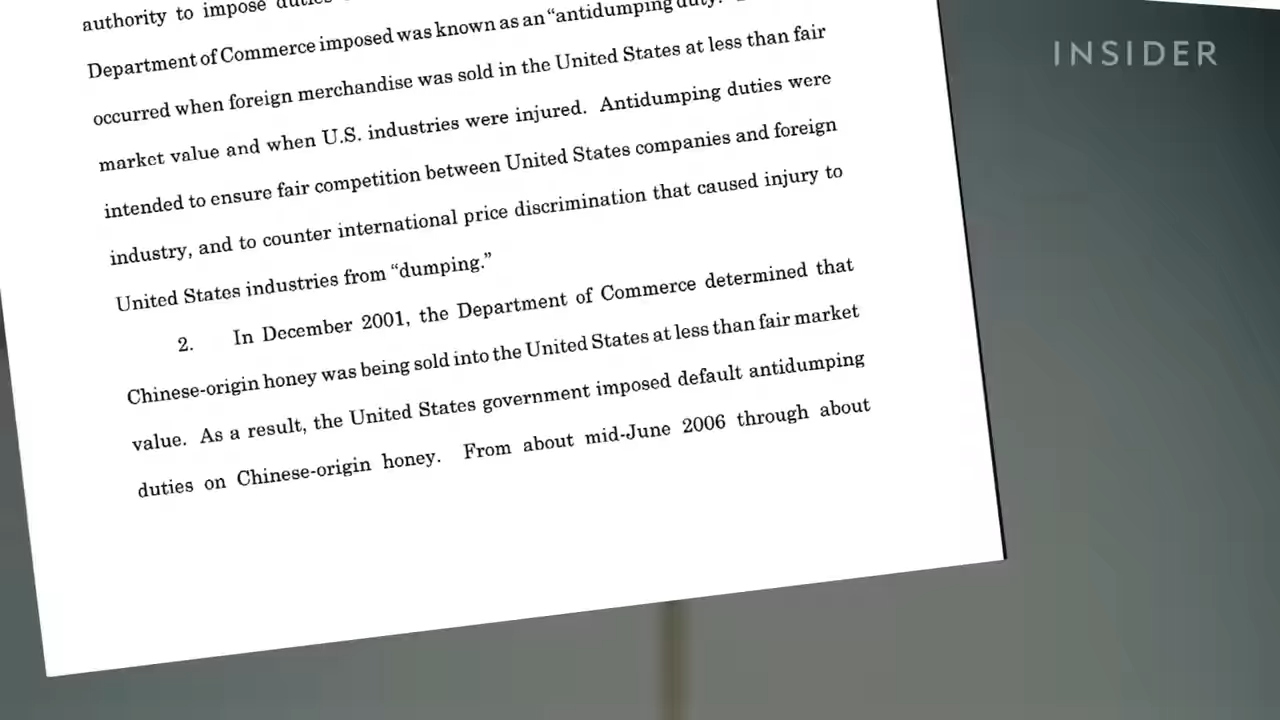 authority to impose duties
Department of Commerce imposed was known as an “antidumping duty.
occurred when foreign merchandise was sold in the United States at less than fair
market value and when U.S. industries were injured. Antidumping duties were
intended to ensure fair competition between United States companies and foreign
industry, and to counter international price discrimination that caused injury to
United States industries from “dumping.”
2. In December 2001, the Department of Commerce determined that
Chinese-origin honey was being sold into the United States at less than fair market
value. As a result, the United States government imposed default antidumping
duties on Chinese-origin honey. From about mid-June 2006 through about
INSIDER